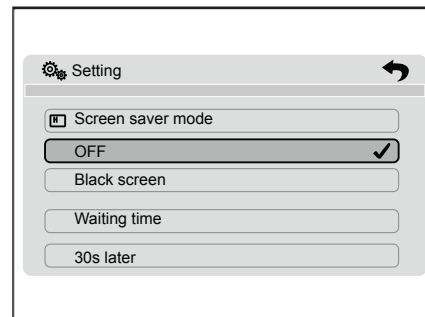 Setting
Screen saver mode
OFF
Black screen
Waiting time
30s later